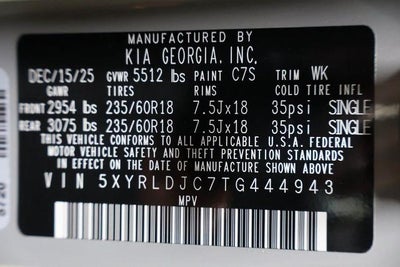 MANUFACTURED BY
KIA GEORGIA, INC.
DEC/15/25 GVWR 5512 lbs PAINT C7S TRIM WK
GAWR TIRES RIMS COLD TIRE INFL
FRONT 2954 lbs 235/60R18 7.5Jx18 35psi SINGLE
REAR 3075 lbs 235/60R18 7.5Jx18 35psi SINGLE
THIS VEHICLE CONFORMS TO ALL APPLICABLE U.S.A. FEDERAL
MOTOR VEHICLE SAFETY AND THEFT PREVENTION STANDARDS
IN EFFECT ON THE DATE OF MANUFACTURE SHOWN ABOVE
VIN 5XYRLDJC7TG444943
MPV